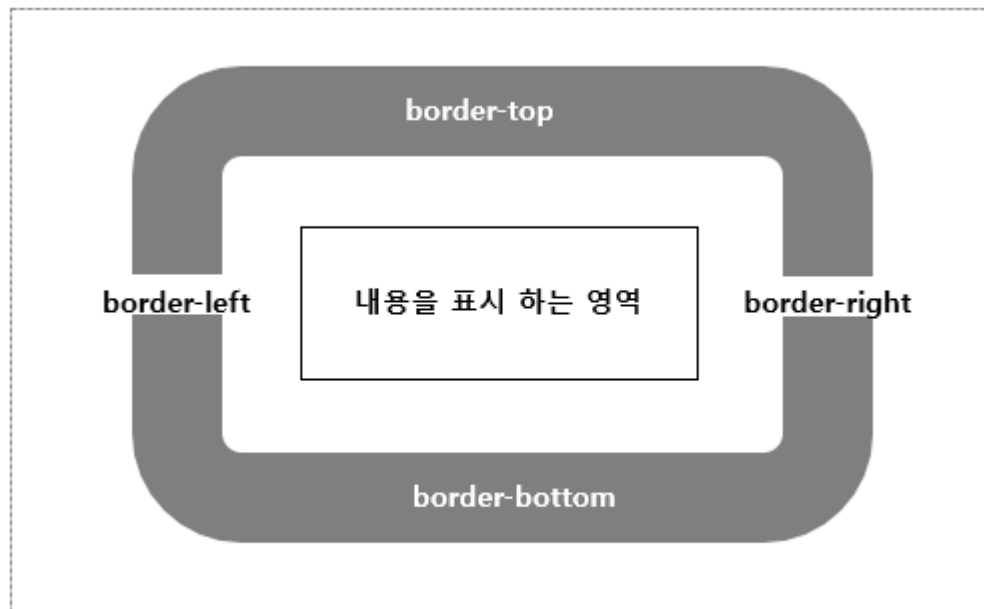 border-top
border-left
내용을 표시 하는 영역
border-right
border-bottom